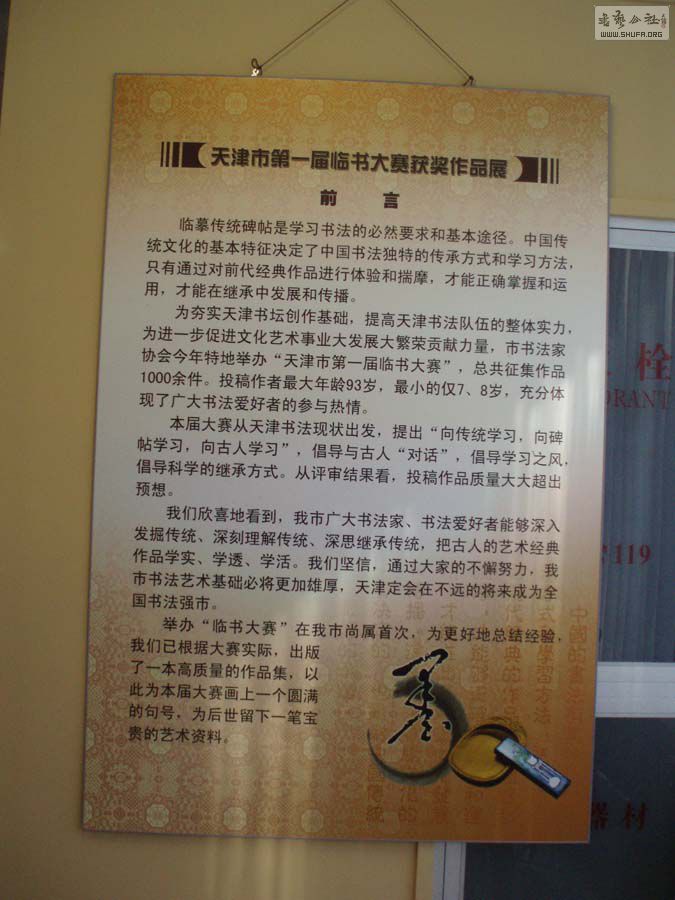 書藝公社
WWW.SHUFA.ORG
天津市第一届临书大赛获奖作品展
前 言
临摹传统碑帖是学习书法的必然要求和基本途径。中国传
统文化的基本特征决定了中国书法独特的传承方式和学习方法，
只有通过对前代经典作品进行体验和揣摩，才能正确掌握和运
用，才能在继承中发展和传播。
为夯实天津书坛创作基础，提高天津书法队伍的整体实力，
为进一步促进文化艺术事业大发展大繁荣贡献力量，市书法家
协会今年特地举办“天津市第一届临书大赛”，总共征集作品
1000余件。投稿作者最大年龄93岁，最小的仅7、8岁，充分体
现了广大书法爱好者的参与热情。
本届大赛从天津书法现状出发，提出“向传统学习，向碑
帖学习，向古人学习”，倡导与古人“对话”，倡导学习之风，
倡导科学的继承方式。从评审结果看，投稿作品质量大大超出
预想。
我们欣喜地看到，我市广大书法家、书法爱好者能够深入
发掘传统、深刻理解传统、深思继承传统，把古人的艺术经典
作品学实、学透、学活。我们坚信，通过大家的不懈努力，我
市书法艺术基础必将更加雄厚，天津定会在不远的将来成为全
国书法强市。
举办“临书大赛”在我市尚属首次，为更好地总结经验，
我们已根据大赛实际，出版
了一本高质量的作品集，以
此为本届大赛画上一个圆满
的句号，为后世留下一笔宝
贵的艺术资料。
墨
栓
DRANT
119
器材